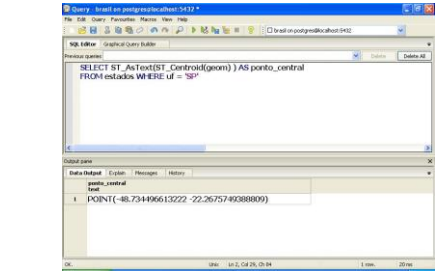 Query - brasil on postgres@localhost:5432 *
File Edit Query Favourites Macros View Help
brasil on postgres@localhost:5432
SQL Editor Graphical Query Builder
Previous queries Delete Delete All
SELECT ST_AsText(ST_Centroid(geom) ) AS ponto_central
FROM estados WHERE uf = 'SP'
Output pane
Data Output Explain Messages History
ponto_central
text
1 POINT(-48.734496613222 -22.2675749388809)
OK. Unix Ln 2, Col 29, Ch 84 1 row. 20 ms